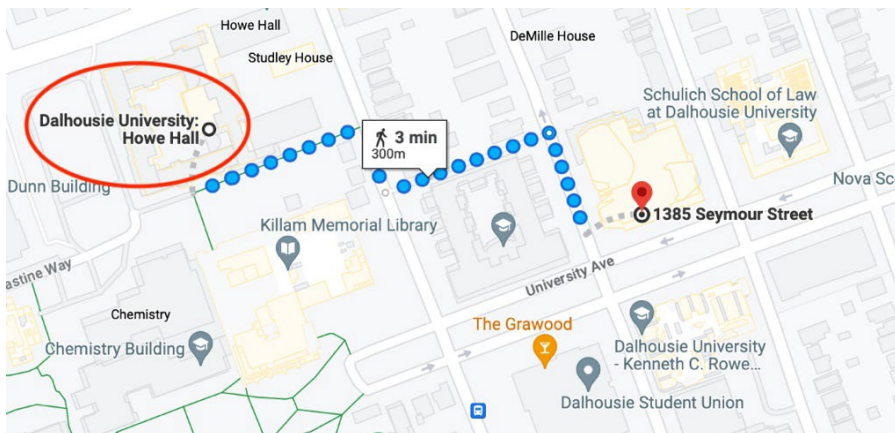 Howe Hall
DeMille House
Studley House
Schulich School of Law
at Dalhousie University
Dalhousie University:
Howe Hall
3 min
300m
Dunn Building
Nova Sc
1385 Seymour Street
Killam Memorial Library
University Ave
astine Way
Chemistry
The Grawood
Chemistry Building
Dalhousie University
- Kenneth C. Rowe...
Dalhousie Student Union